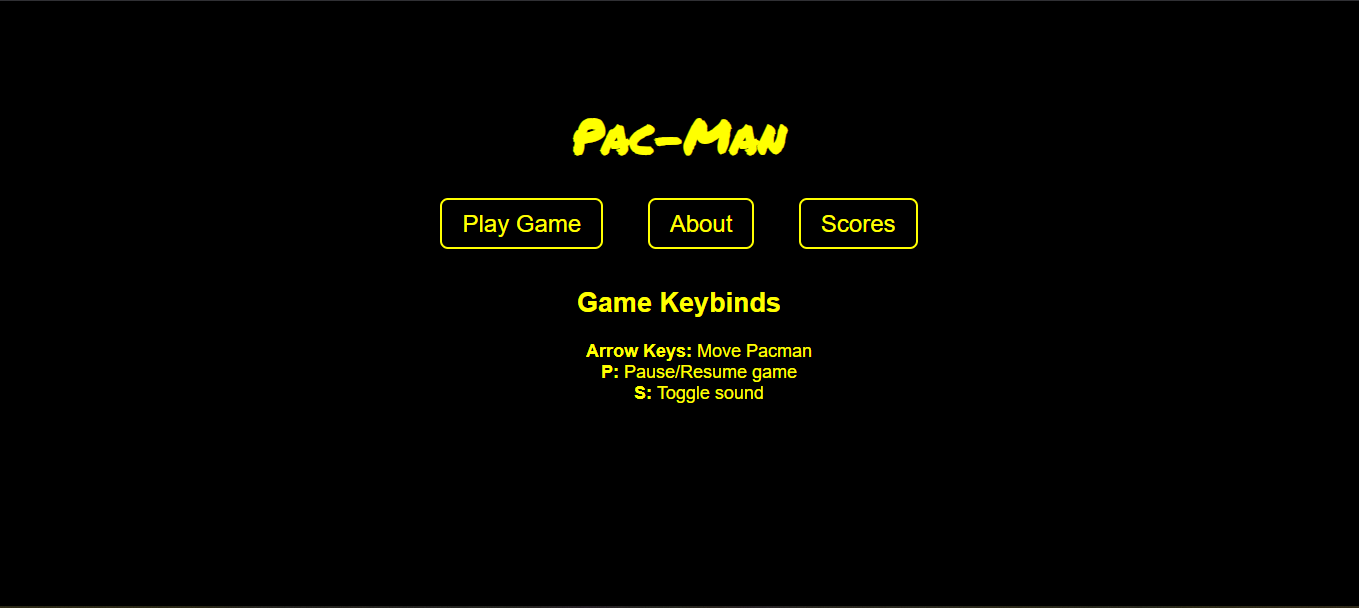 Pac-Man
Play Game About Scores
Game Keybinds
Arrow Keys: Move Pacman
P: Pause/Resume game
S: Toggle sound